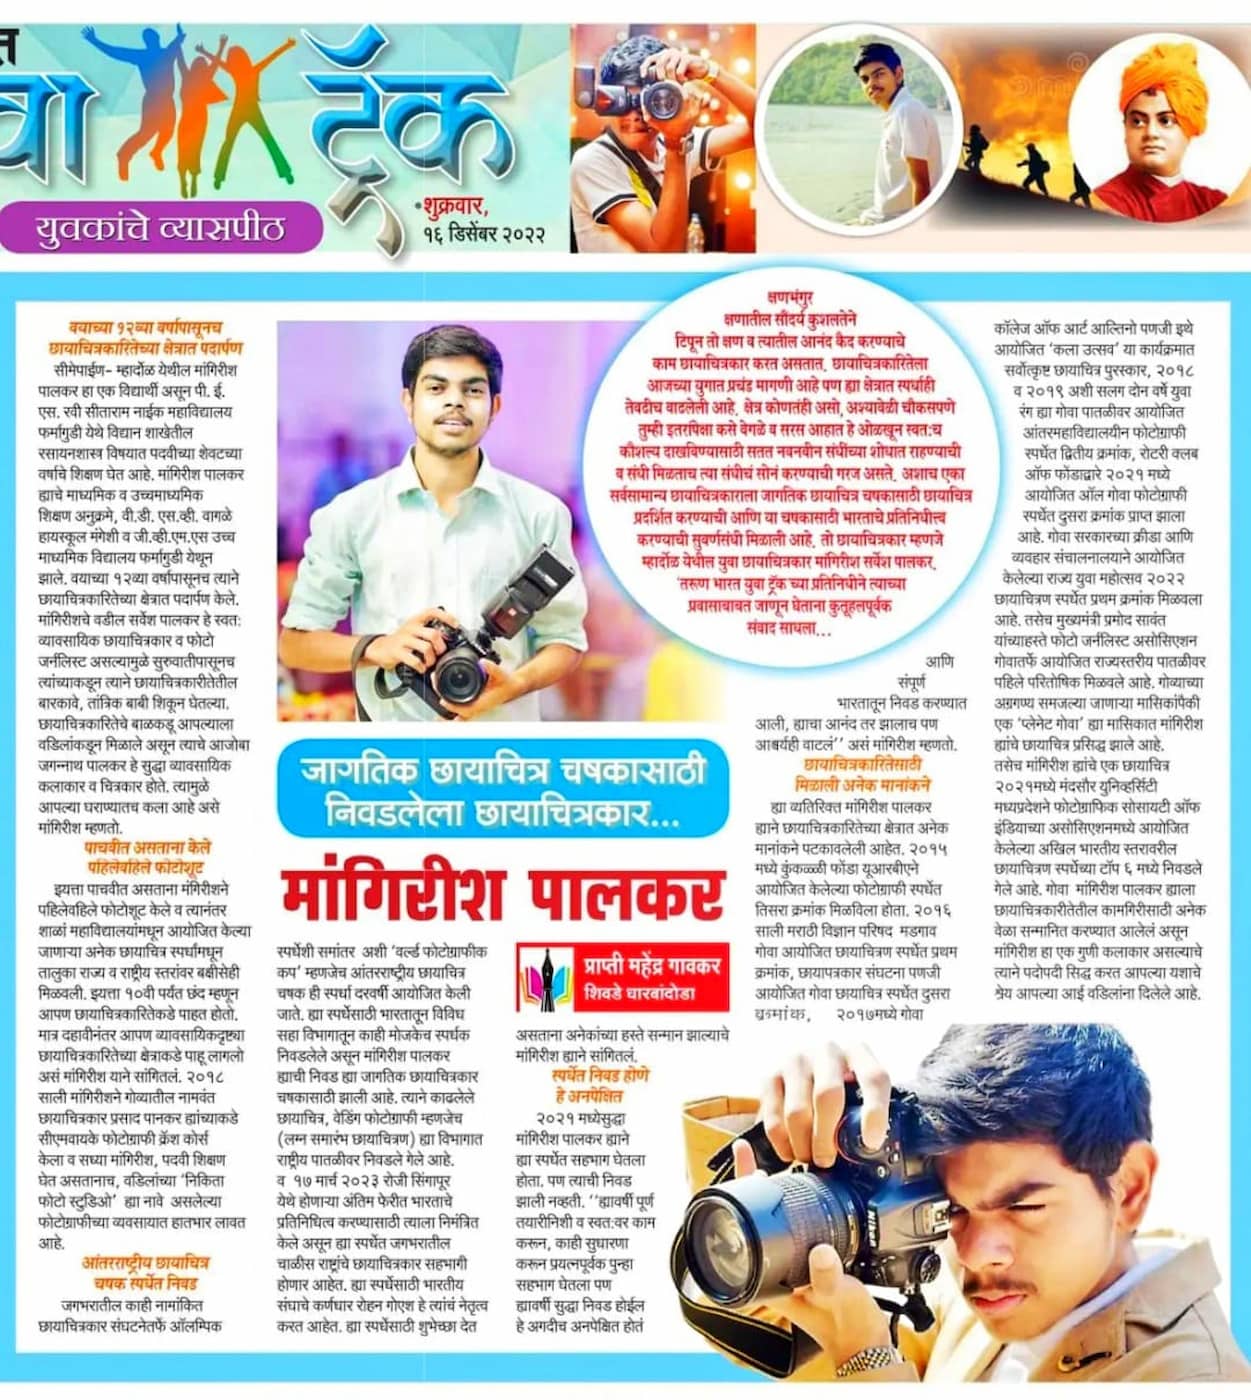 त
वा ट्रॅक
युवकांचे व्यासपीठ
•शुक्रवार,
१६ डिसेंबर २०२२
क्षणभंगुर
क्षणातील सौंदर्य कुशलतेने
टिपून तो क्षण व त्यातील आनंद कैद करण्याचे
काम छायाचित्रकार करत असतात. छायाचित्रकारितेला
आजच्या युगात प्रचंड मागणी आहे पण ह्या क्षेत्रात स्पर्धाही
तेवढीच वाढलेली आहे. क्षेत्र कोणतंही असो, अश्यावेळी चौकसपणे
तुम्ही इतरांपेक्षा कसे वेगळे व सरस आहात हे ओळखून स्वत:च
कौशल्य दाखविण्यासाठी सतत नवनवीन संधींच्या शोधात राहण्याची
व संधी मिळताच त्या संधीचं सोनं करण्याची गरज असते. अशाच एका
सर्वसामान्य छायाचित्रकाराला जागतिक छायाचित्र चषकासाठी छायाचित्र
प्रदर्शित करण्याची आणि या चषकासाठी भारताचे प्रतिनिधीत्त्व
करण्याची सुवर्णसंधी मिळाली आहे. तो छायाचित्रकार म्हणजे
म्हार्दोळ येथील युवा छायाचित्रकार मांगिरीश सर्वेश पालकर.
'तरूण भारत युवा ट्रॅक'च्या प्रतिनिधीने त्याच्या
प्रवासाबाबत जाणून घेताना कुतूहलपूर्वक
संवाद साधला...
वयाच्या १२व्या वर्षापासूनच
छायाचित्रकारितेच्या क्षेत्रात पदार्पण
सीमेपाईण- म्हार्दोळ येथील मांगिरीश
पालकर हा एक विद्यार्थी असून पी. ई.
एस. रवी सीताराम नाईक महाविद्यालय
फर्मागुडी येथे विद्यान शाखेतील
रसायनशास्त्र विषयात पदवीच्या शेवटच्या
वर्षाचे शिक्षण घेत आहे. मांगिरीश पालकर
ह्याचे माध्यमिक व उच्चमाध्यमिक
शिक्षण अनुक्रमे, वी.डी. एस.व्ही. वागळे
हायस्कूल मंगेशी व जी.व्ही.एम.एस उच्च
माध्यमिक विद्यालय फर्मागुडी येथून
झाले. वयाच्या १२व्या वर्षापासूनच त्याने
छायाचित्रकारितेच्या क्षेत्रात पदार्पण केले.
मांगिरीशचे वडील सर्वेश पालकर हे स्वत:
व्यावसायिक छायाचित्रकार व फोटो
जर्नलिस्ट असल्यामुळे सुरुवातीपासूनच
त्यांच्याकडून त्याने छायाचित्रकारीतेतील
बारकावे, तांत्रिक बाबी शिकून घेतल्या.
छायाचित्रकारितेचे बाळकडू आपल्याला
वडिलांकडून मिळाले असून त्याचे आजोबा
जगन्नाथ पालकर हे सुद्धा व्यावसायिक
कलाकार व चित्रकार होते. त्यामुळे
आपल्या घराण्यातच कला आहे असे
मांगिरीश म्हणतो.
पाचवीत असताना केले
पहिलेवहिले फोटोशूट
इयत्ता पाचवीत असताना मंगिरीशने
पहिलेवहिले फोटोशूट केले व त्यानंतर
शाळां महाविद्यालयांमधून आयोजित केल्या
जाणाऱ्या अनेक छायाचित्र स्पर्धांमधून
तालुका राज्य व राष्ट्रीय स्तरांवर बक्षीसेही
मिळवली. इयत्ता १०वी पर्यंत छंद म्हणून
आपण छायाचित्रकारितेकडे पाहत होतो.
मात्र दहावीनंतर आपण व्यावसायिकदृष्ट्या
छायाचित्रकारितेच्या क्षेत्राकडे पाहू लागलो
असं मांगिरीश याने सांगितलं. २०१८
साली मांगिरीशने गोव्यातील नामवंत
छायाचित्रकार प्रसाद पानकर ह्यांच्याकडे
सीएमवायके फोटोग्राफी क्रॅश कोर्स
केला व सध्या मांगिरीश, पदवी शिक्षण
घेत असतानाच, वडिलांच्या 'निकिता
फोटो स्टुडिओ' ह्या नावे असलेल्या
फोटोग्राफीच्या व्यवसायात हातभार लावत
आहे.
आंतरराष्ट्रीय छायाचित्र
चषक स्पर्धेत निवड
जगभरातील काही नामांकित
छायाचित्रकार संघटनेतर्फे ऑलम्पिक
जागतिक छायाचित्र चषकासाठी
निवडलेला छायाचित्रकार...
मांगिरीश पालकर
स्पर्धेशी समांतर अशी 'वर्ल्ड फोटोग्राफीक
कप' म्हणजेच आंतरराष्ट्रीय छायाचित्र
चषक ही स्पर्धा दरवर्षी आयोजित केली
जाते. ह्या स्पर्धेसाठी भारतातून विविध
सहा विभागातून काही मोजकेच स्पर्धक
निवडलेले असून मांगिरीश पालकर
ह्याची निवड ह्या जागतिक छायाचित्रकार
चषकासाठी झाली आहे. त्याने काढलेले
छायाचित्र, वेडिंग फोटोग्राफी म्हणजेच
(लग्न समारंभ छायाचित्रण) ह्या विभागात
राष्ट्रीय पातळीवर निवडले गेले आहे.
व १७ मार्च २०२३ रोजी सिंगापूर
येथे होणाऱ्या अंतिम फेरीत भारताचे
प्रतिनिधित्व करण्यासाठी त्याला निमंत्रित
केले असून ह्या स्पर्धेत जगभरातील
चाळीस राष्ट्रांचे छायाचित्रकार सहभागी
होणार आहेत. ह्या स्पर्धेसाठी भारतीय
संघाचे कर्णधार रोहन गोएश हे त्यांचं नेतृत्व
करत आहेत. ह्या स्पर्धेसाठी शुभेच्छा देत
प्राप्ती महेंद्र गावकर
शिवडे धारबांदोडा
असताना अनेकांच्या हस्ते सन्मान झाल्याचे
मांगिरीश ह्याने सांगितलं.
स्पर्धेत निवड होणे
हे अनपेक्षित
२०२१ मध्येसुद्धा
मांगिरीश पालकर ह्याने
ह्या स्पर्धेत सहभाग घेतला
होता. पण त्याची निवड
झाली नव्हती. ''ह्यावर्षी पूर्ण
तयारीनिशी व स्वत:वर काम
करून, काही सुधारणा
करून प्रयत्नपूर्वक पुन्हा
सहभाग घेतला पण
ह्यावर्षी सुद्धा निवड होईल
हे अगदीच अनपेक्षित होतं
आणि
संपूर्ण
भारतातून निवड करण्यात
आली, ह्याचा आनंद तर झालाच पण
आश्चर्यही वाटलं'' असं मांगिरीश म्हणतो.
छायाचित्रकारितेसाठी
मिळाली अनेक मानांकने
ह्या व्यतिरिक्त मांगिरीश पालकर
ह्याने छायाचित्रकारितेच्या क्षेत्रात अनेक
मानांकने पटकावलेली आहेत. २०१५
मध्ये कुंकळ्ळी फोंडा यूआरबीएने
आयोजित केलेल्या फोटोग्राफी स्पर्धेत
तिसरा क्रमांक मिळविला होता. २०१६
साली मराठी विज्ञान परिषद मडगाव
गोवा आयोजित छायाचित्रण स्पर्धेत प्रथम
क्रमांक, छायापत्रकार संघटना पणजी
आयोजित गोवा छायाचित्र स्पर्धेत दुसरा
क्रमांक, २०१७मध्ये गोवा
कॉलेज ऑफ आर्ट आल्तिनो पणजी इथे
आयोजित 'कला उत्सव' या कार्यक्रमात
सर्वोत्कृष्ट छायाचित्र पुरस्कार, २०१८
व २०१९ अशी सलग दोन वर्षे युवा
रंग ह्या गोवा पातळीवर आयोजित
आंतरमहाविद्यालयीन फोटोग्राफी
स्पर्धेत द्वितीय क्रमांक, रोटरी क्लब
ऑफ फोंडाद्वारे २०२१ मध्ये
आयोजित ऑल गोवा फोटोग्राफी
स्पर्धेत दुसरा क्रमांक प्राप्त झाला
आहे. गोवा सरकारच्या क्रीडा आणि
व्यवहार संचालनालयाने आयोजित
केलेल्या राज्य युवा महोत्सव २०२२
छायाचित्रण स्पर्धेत प्रथम क्रमांक मिळवला
आहे. तसेच मुख्यमंत्री प्रमोद सावंत
यांच्याहस्ते फोटो जर्नलिस्ट असोसिएशन
गोवातर्फे आयोजित राज्यस्तरीय पातळीवर
पहिले परितोषिक मिळवले आहे. गोव्याच्या
अग्रगण्य समजल्या जाणाऱ्या मासिकांपैकी
एक 'प्लेनेट गोवा' ह्या मासिकात मांगिरीश
ह्यांचे छायाचित्र प्रसिद्ध झाले आहे.
तसेच मांगिरीश ह्यांचे एक छायाचित्र
२०२१मध्ये मंदसौर युनिव्हर्सिटी
मध्यप्रदेशने फोटोग्राफिक सोसायटी ऑफ
इंडियाच्या असोसिएशनमध्ये आयोजित
केलेल्या अखिल भारतीय स्तरावरील
छायाचित्रण स्पर्धेच्या टॉप ६ मध्ये निवडले
गेले आहे. गोवा मांगिरीश पालकर ह्याला
छायाचित्रकारीतेतील कामगिरीसाठी अनेक
वेळा सन्मानित करण्यात आलेलं असून
मांगिरीश हा एक गुणी कलाकार असल्याचे
त्याने पदोपदी सिद्ध करत आपल्या यशाचे
श्रेय आपल्या आई वडिलांना दिलेले आहे.
Nikon